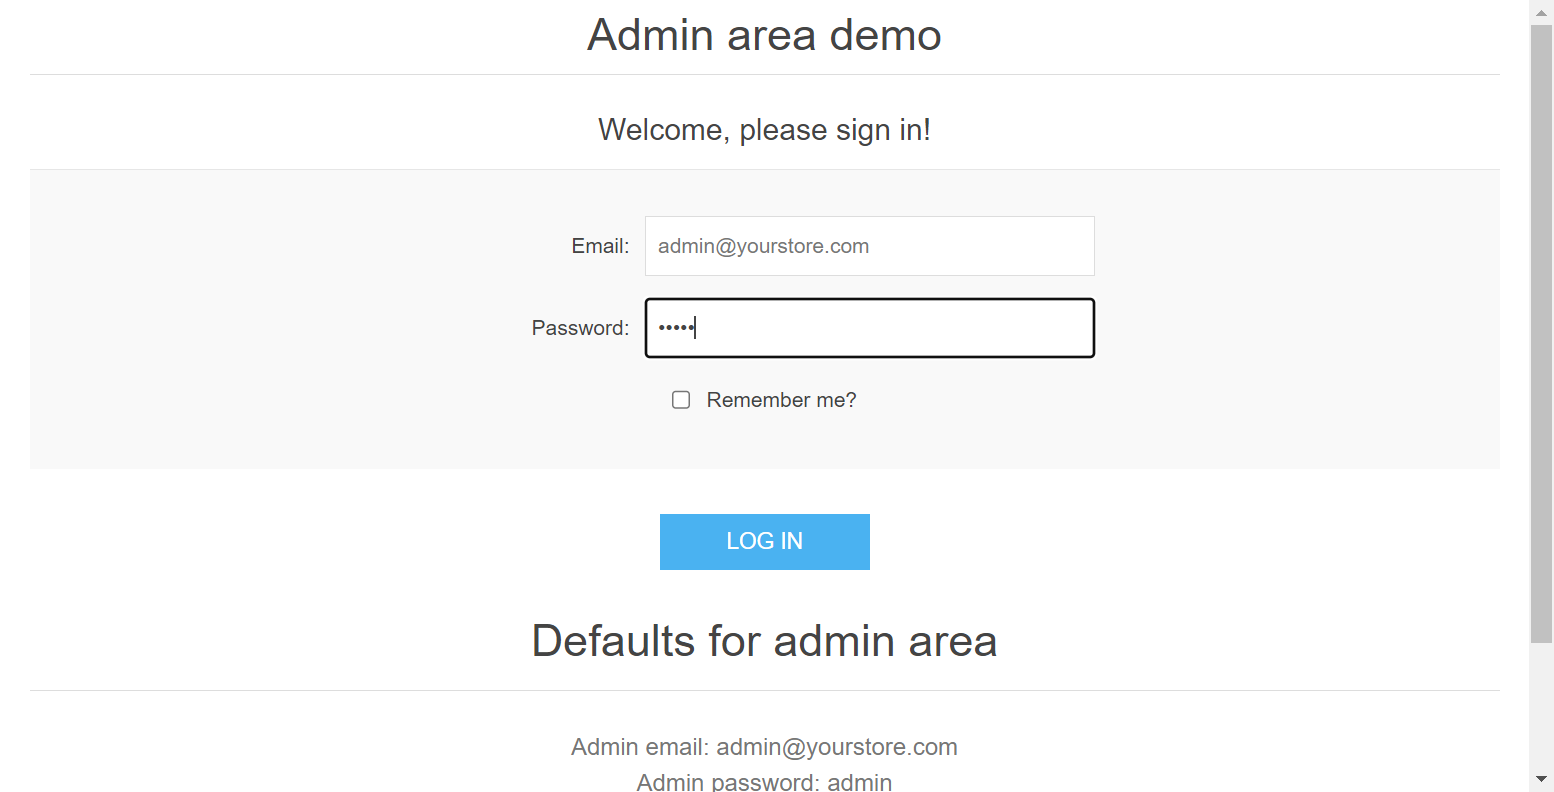 Admin area demo
Welcome, please sign in!
Email: admin@yourstore.com
Password: •••••
Remember me?
LOG IN
Defaults for admin area
Admin email: admin@yourstore.com
Admin password: admin